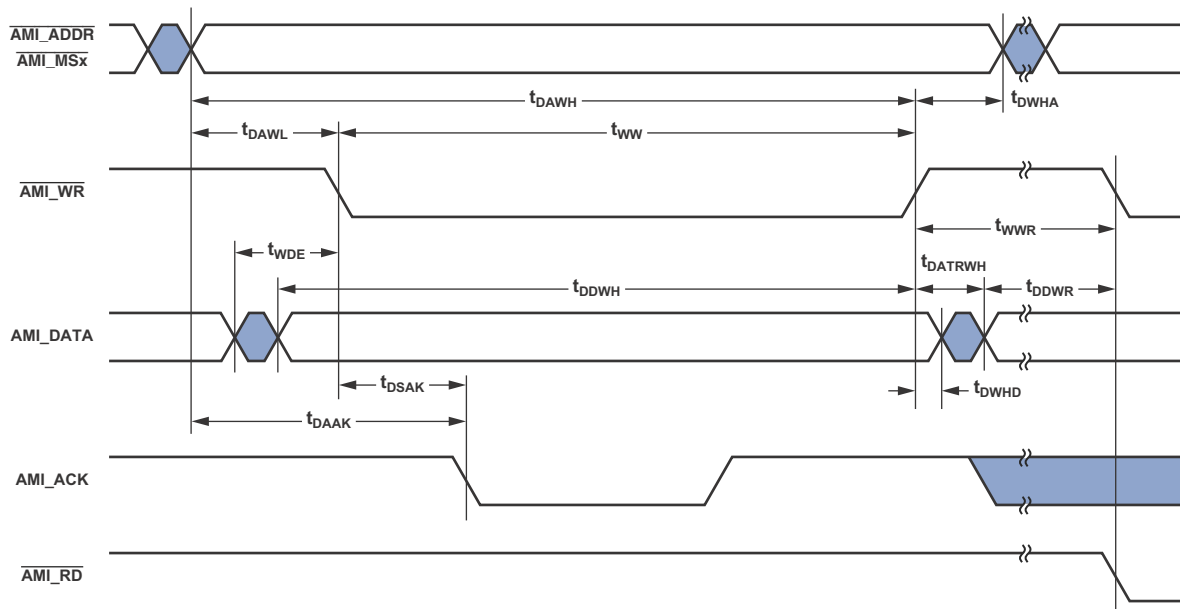 AMI_ADDR
AMI_MSx
tDAWH
tDWHA
tDAWL
tWW
AMI_WR
tWWR
tWDE
tDATRWH
tDDWH
tDDWR
AMI_DATA
tDSAK
tDWHD
tDAAK
AMI_ACK
AMI_RD